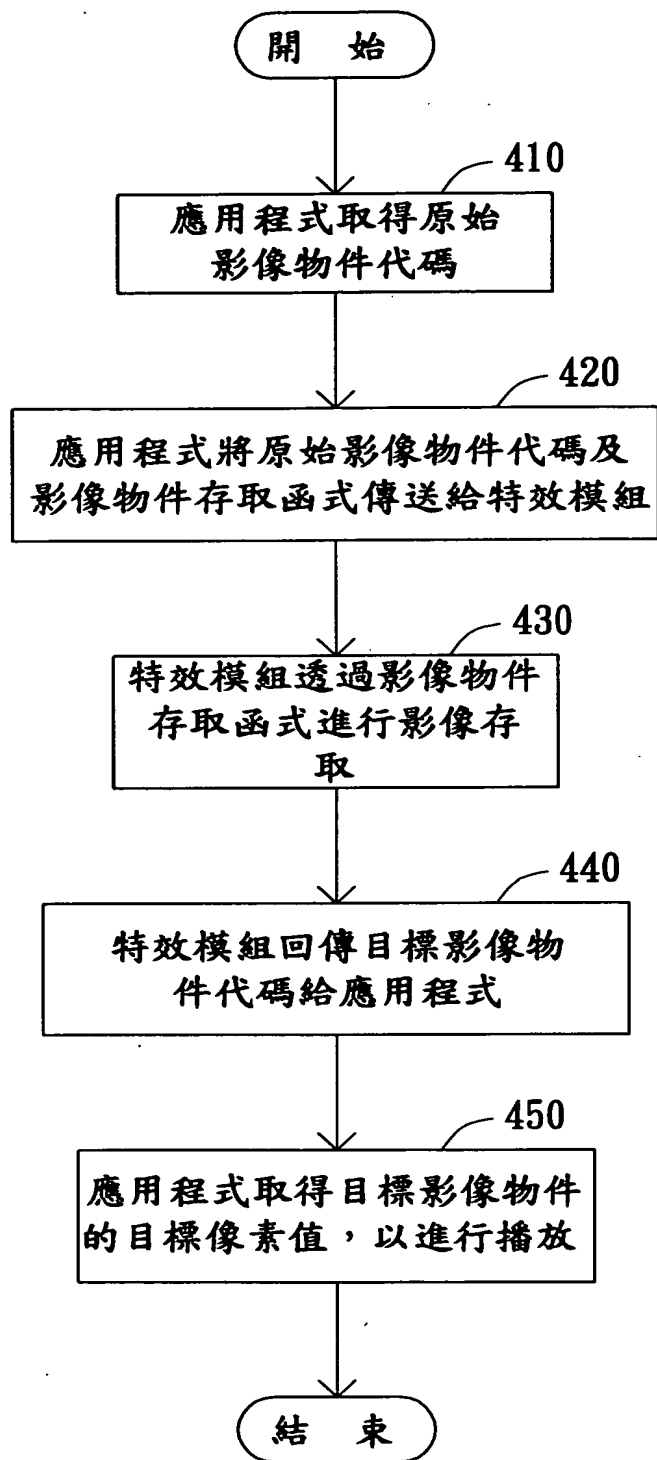 開 始
410
應用程式取得原始
影像物件代碼
420
應用程式將原始影像物件代碼及
影像物件存取函式傳送給特效模組
430
特效模組透過影像物件
存取函式進行影像存
取
440
特效模組回傳目標影像物
件代碼給應用程式
450
應用程式取得目標影像物件
的目標像素值，以進行播放
結 束